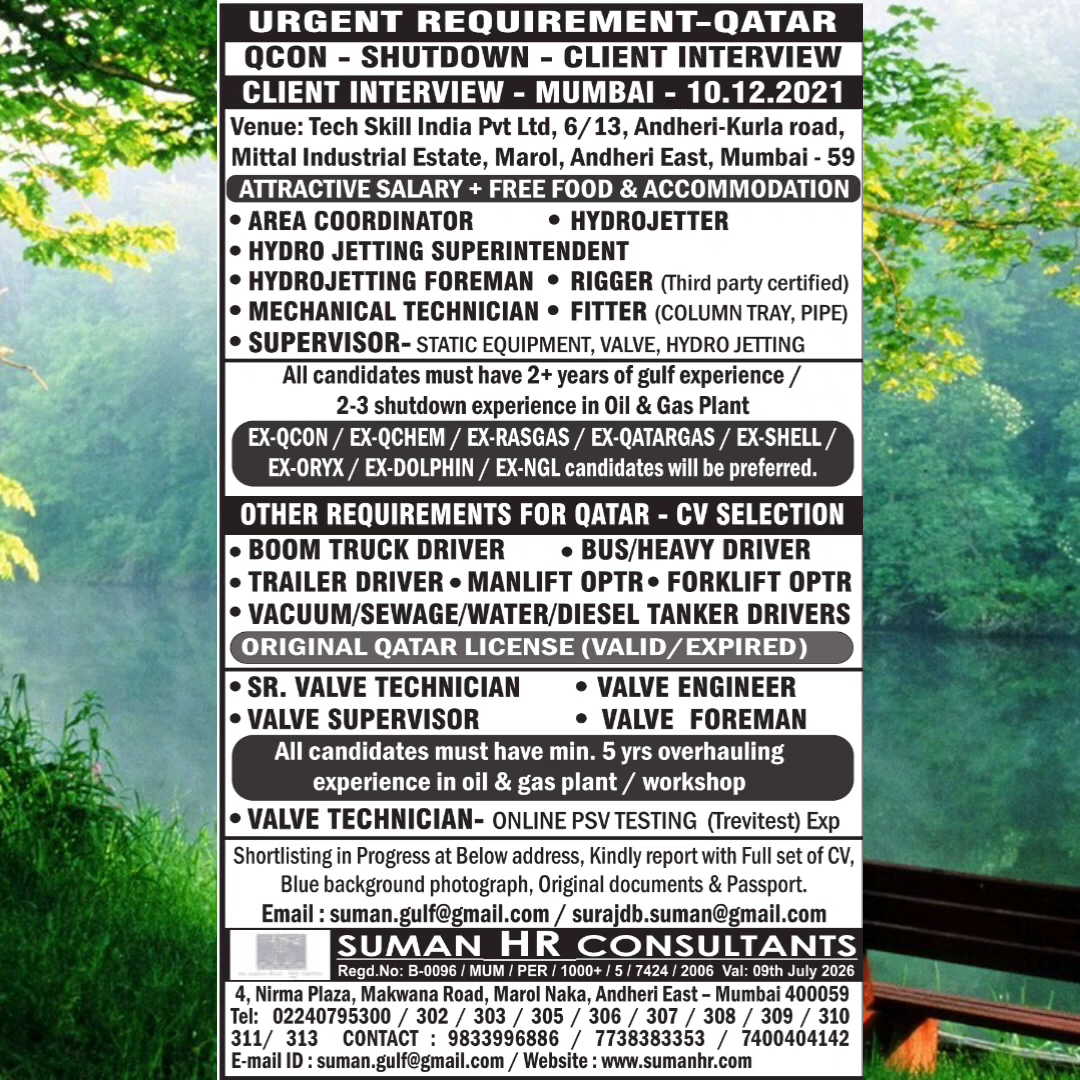 URGENT REQUIREMENT–QATAR
QCON - SHUTDOWN - CLIENT INTERVIEW
CLIENT INTERVIEW - MUMBAI - 10.12.2021
Venue: Tech Skill India Pvt Ltd, 6/13, Andheri-Kurla road,
Mittal Industrial Estate, Marol, Andheri East, Mumbai - 59
ATTRACTIVE SALARY + FREE FOOD & ACCOMMODATION
• AREA COORDINATOR • HYDROJETTER
• HYDRO JETTING SUPERINTENDENT
• HYDROJETTING FOREMAN • RIGGER (Third party certified)
• MECHANICAL TECHNICIAN • FITTER (COLUMN TRAY, PIPE)
• SUPERVISOR- STATIC EQUIPMENT, VALVE, HYDRO JETTING
All candidates must have 2+ years of gulf experience /
2-3 shutdown experience in Oil & Gas Plant
EX-QCON / EX-QCHEM / EX-RASGAS / EX-QATARGAS / EX-SHELL /
EX-ORYX / EX-DOLPHIN / EX-NGL candidates will be preferred.
OTHER REQUIREMENTS FOR QATAR - CV SELECTION
• BOOM TRUCK DRIVER • BUS/HEAVY DRIVER
• TRAILER DRIVER • MANLIFT OPTR • FORKLIFT OPTR
• VACUUM/SEWAGE/WATER/DIESEL TANKER DRIVERS
ORIGINAL QATAR LICENSE (VALID/EXPIRED)
• SR. VALVE TECHNICIAN • VALVE ENGINEER
• VALVE SUPERVISOR • VALVE FOREMAN
All candidates must have min. 5 yrs overhauling
experience in oil & gas plant / workshop
• VALVE TECHNICIAN- ONLINE PSV TESTING (Trevitest) Exp
Shortlisting in Progress at Below address, Kindly report with Full set of CV,
Blue background photograph, Original documents & Passport.
Email : suman.gulf@gmail.com / surajdb.suman@gmail.com
SUMAN HR CONSULTANTS
Regd.No: B-0096 / MUM / PER / 1000+ / 5 / 7424 / 2006 Val: 09th July 2026
4, Nirma Plaza, Makwana Road, Marol Naka, Andheri East – Mumbai 400059
Tel: 02240795300 / 302 / 303 / 305 / 306 / 307 / 308 / 309 / 310
311/ 313 CONTACT : 9833996886 / 7738383353 / 7400404142
E-mail ID : suman.gulf@gmail.com / Website : www.sumanhr.com